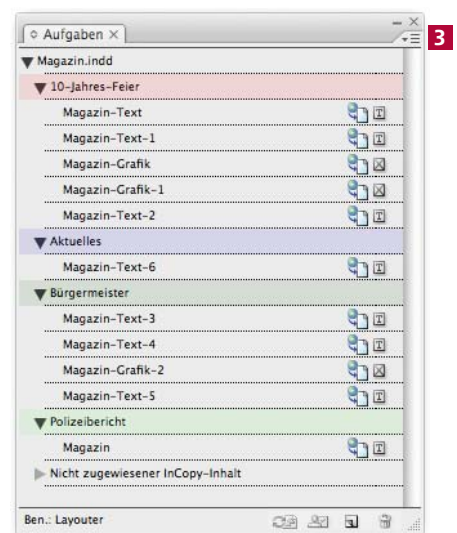 Aufgaben
3
Magazin.indd
10-Jahres-Feier
Magazin-Text
Magazin-Text-1
Magazin-Grafik
Magazin-Grafik-1
Magazin-Text-2
Aktuelles
Magazin-Text-6
Bürgermeister
Magazin-Text-3
Magazin-Text-4
Magazin-Grafik-2
Magazin-Text-5
Polizeibericht
Magazin
Nicht zugewiesener InCopy-Inhalt
Ben.: Layouter